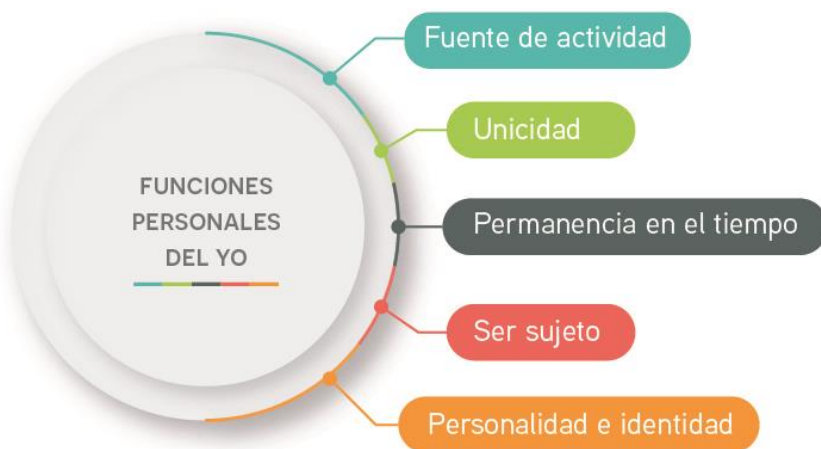 FUNCIONES
PERSONALES
DEL YO
Fuente de actividad
Unicidad
Permanencia en el tiempo
Ser sujeto
Personalidad e identidad